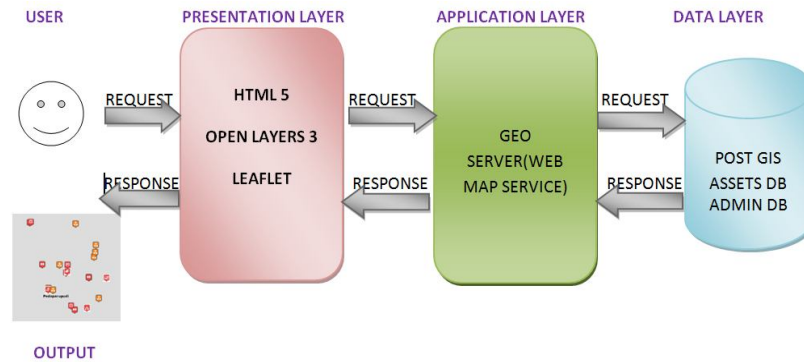 USER
PRESENTATION LAYER
APPLICATION LAYER
DATA LAYER
REQUEST
HTML 5
OPEN LAYERS 3
LEAFLET
REQUEST
GEO
SERVER(WEB
MAP SERVICE)
REQUEST
POST GIS
ASSETS DB
ADMIN DB
RESPONSE
RESPONSE
RESPONSE
OUTPUT